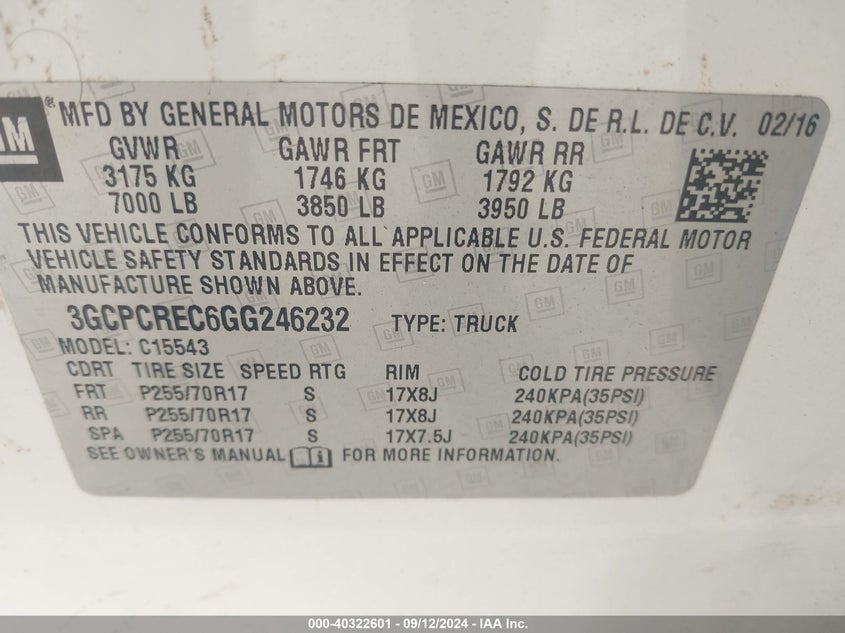 GM
® MFD BY GENERAL MOTORS DE MEXICO, S. DE R.L. DE C.V. 02/16
GVWR GAWR FRT GAWR RR
3175 KG 1746 KG 1792 KG
7000 LB 3850 LB 3950 LB
THIS VEHICLE CONFORMS TO ALL APPLICABLE U.S. FEDERAL MOTOR
VEHICLE SAFETY STANDARDS IN EFFECT ON THE DATE OF
MANUFACTURE SHOWN ABOVE.
3GCPCREC6GG246232 TYPE: TRUCK
MODEL: C15543
CDRT TIRE SIZE SPEED RTG RIM COLD TIRE PRESSURE
FRT P255/70R17 S 17X8J 240KPA(35PSI)
RR P255/70R17 S 17X8J 240KPA(35PSI)
SPA P255/70R17 S 17X7.5J 240KPA(35PSI)
SEE OWNER'S MANUAL FOR MORE INFORMATION.
000-40322601 - 09/12/2024 - IAA Inc.